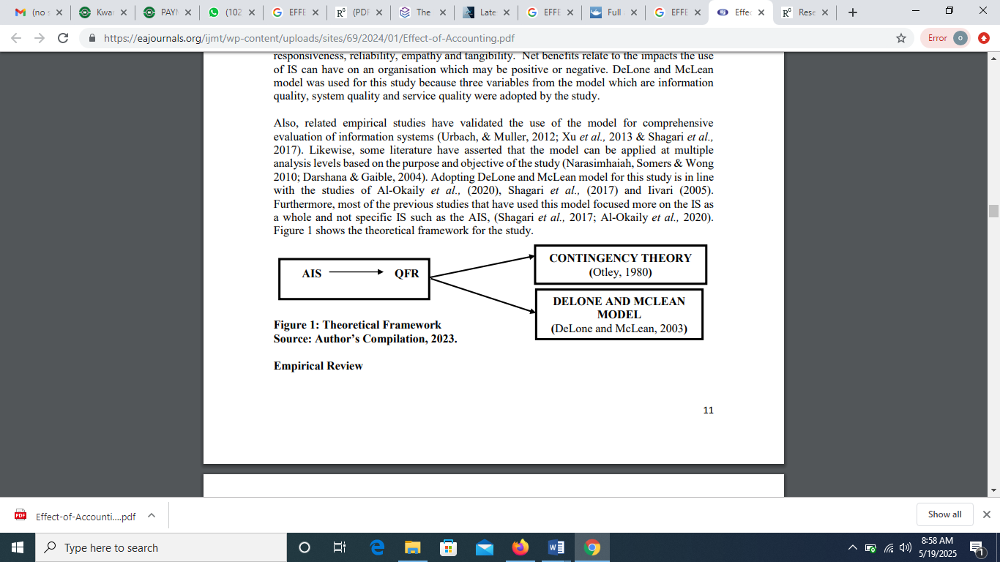 (no s
Kwar
PAYM
(102
EFFE
(PDF
The
Late
EFFE
Full
EFFE
Effec
Rese
https://eajournals.org/ijmt/wp-content/uploads/sites/69/2024/01/Effect-of-Accounting.pdf
Error
0
responsiveness, reliability, empathy and tangibility. Net benefits relate to the impacts the use
of IS can have on an organisation which may be positive or negative. DeLone and McLean
model was used for this study because three variables from the model which are information
quality, system quality and service quality were adopted by the study.
Also, related empirical studies have validated the use of the model for comprehensive
evaluation of information systems (Urbach, & Muller, 2012; Xu et al., 2013 & Shagari et al.,
2017). Likewise, some literature have asserted that the model can be applied at multiple
analysis levels based on the purpose and objective of the study (Narasimhaiah, Somers & Wong
2010; Darshana & Gaible, 2004). Adopting DeLone and McLean model for this study is in line
with the studies of Al-Okaily et al., (2020), Shagari et al., (2017) and Iivari (2005).
Furthermore, most of the previous studies that have used this model focused more on the IS as
a whole and not specific IS such as the AIS, (Shagari et al., 2017; Al-Okaily et al., 2020).
Figure 1 shows the theoretical framework for the study.
AIS QFR
CONTINGENCY THEORY
(Otley, 1980)
DELONE AND MCLEAN
MODEL
(DeLone and McLean, 2003)
Figure 1: Theoretical Framework
Source: Author's Compilation, 2023.
Empirical Review
11
PDF
Effect-of-Accounti....pdf
Show all
Type here to search
8:58 AM
5/19/2025
1